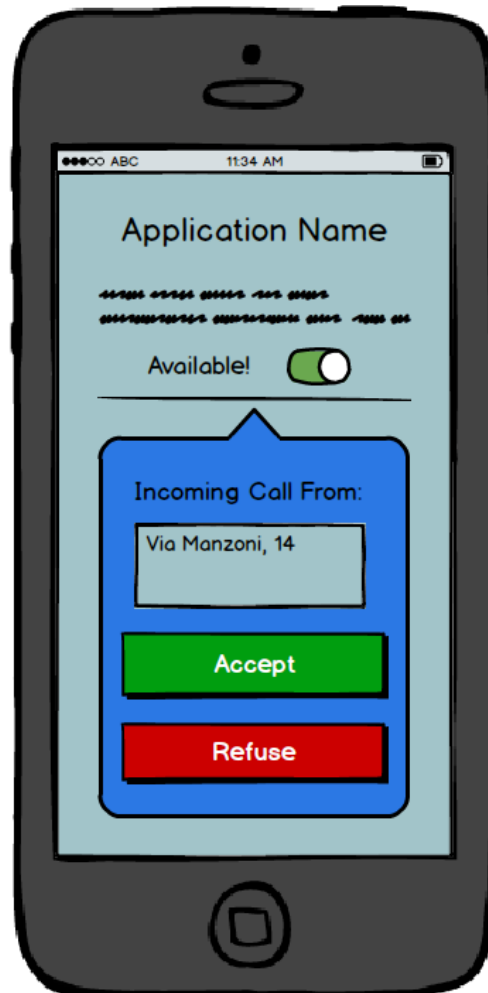 ABC 11:34 AM
Application Name
Available!
Incoming Call From:
Via Manzoni, 14
Accept
Refuse